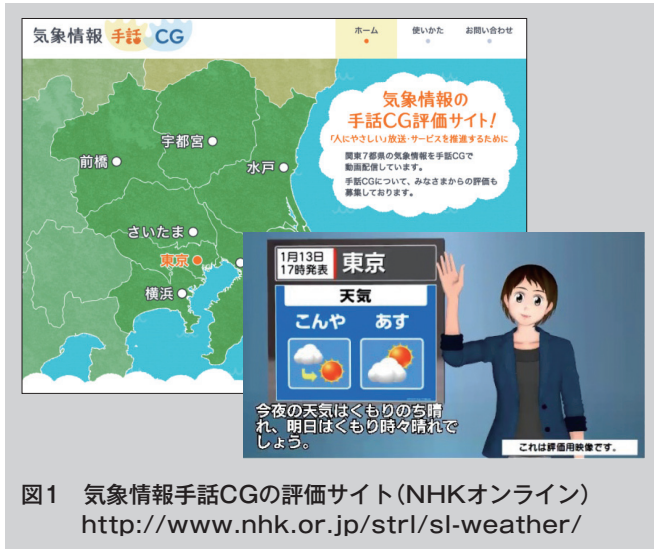 気象情報 手話 CG
ホーム
使いかた
お問い合わせ
気象情報の
手話CG評価サイト!
「人にやさしい」放送・サービスを推進するために
関東7都県の気象情報を手話CGで
動画配信しています。
手話CGについて、みなさまからの評価も
募集しております。
宇都宮
前橋
水戸
さいたま
東京
横浜
1月13日
17時発表
東京
天気
こんや あす
今夜の天気はくもりのち晴
れ、明日はくもり時々晴れで
しょう。
これは評価用映像です。
図1 気象情報手話CGの評価サイト(NHKオンライン)
http://www.nhk.or.jp/strl/sl-weather/